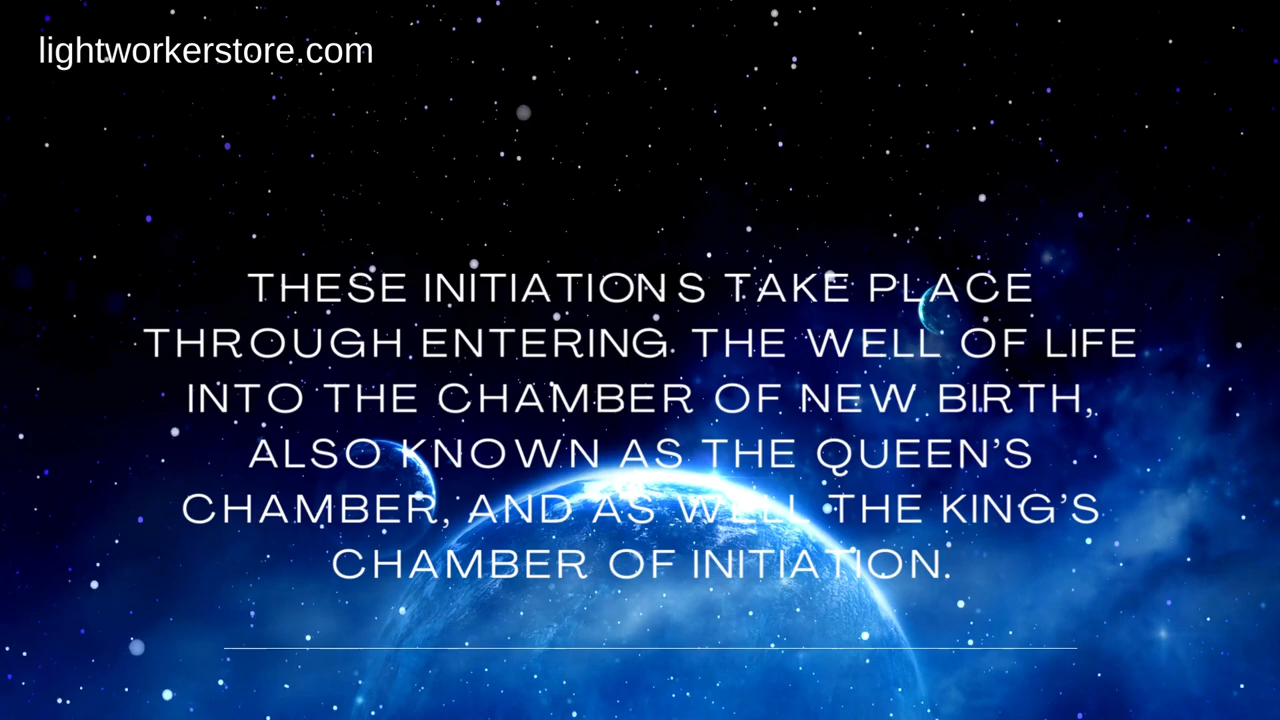 lightworkerstore.com
THESE INITIATIONS TAKE PLACE
THROUGH ENTERING THE WELL OF LIFE
INTO THE CHAMBER OF NEW BIRTH,
ALSO KNOWN AS THE QUEEN’S
CHAMBER, AND AS WELL THE KING’S
CHAMBER OF INITIATION.